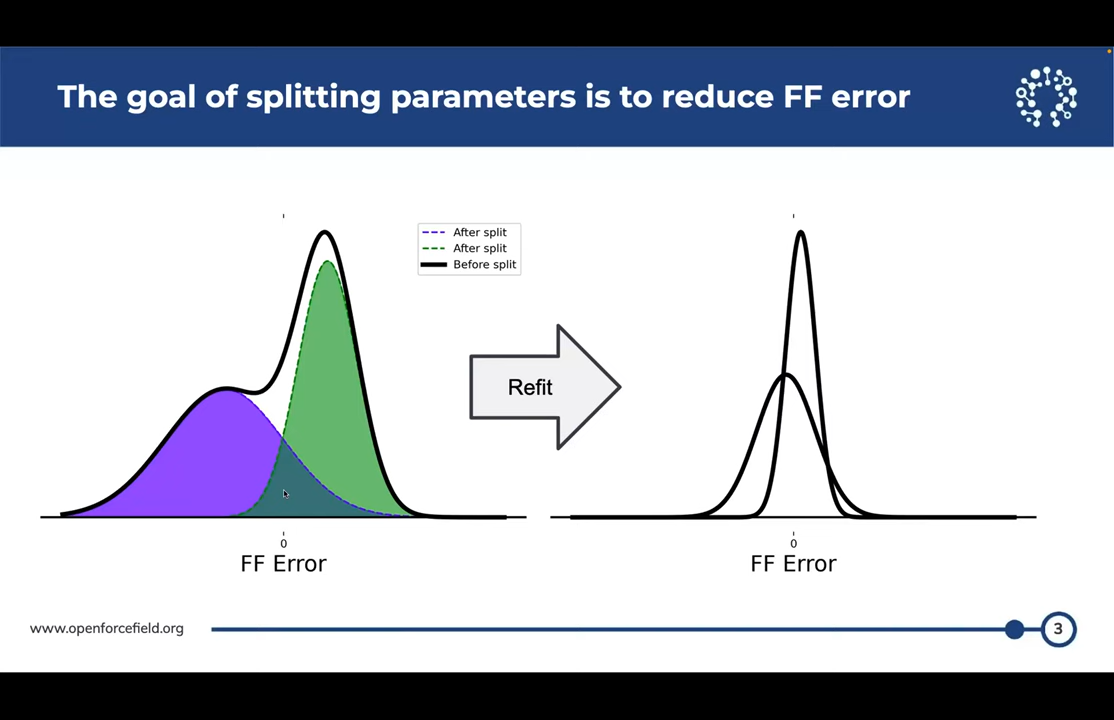 The goal of splitting parameters is to reduce FF error
After split
After split
Before split
Refit
0
FF Error
0
FF Error
www.openforcefield.org
3